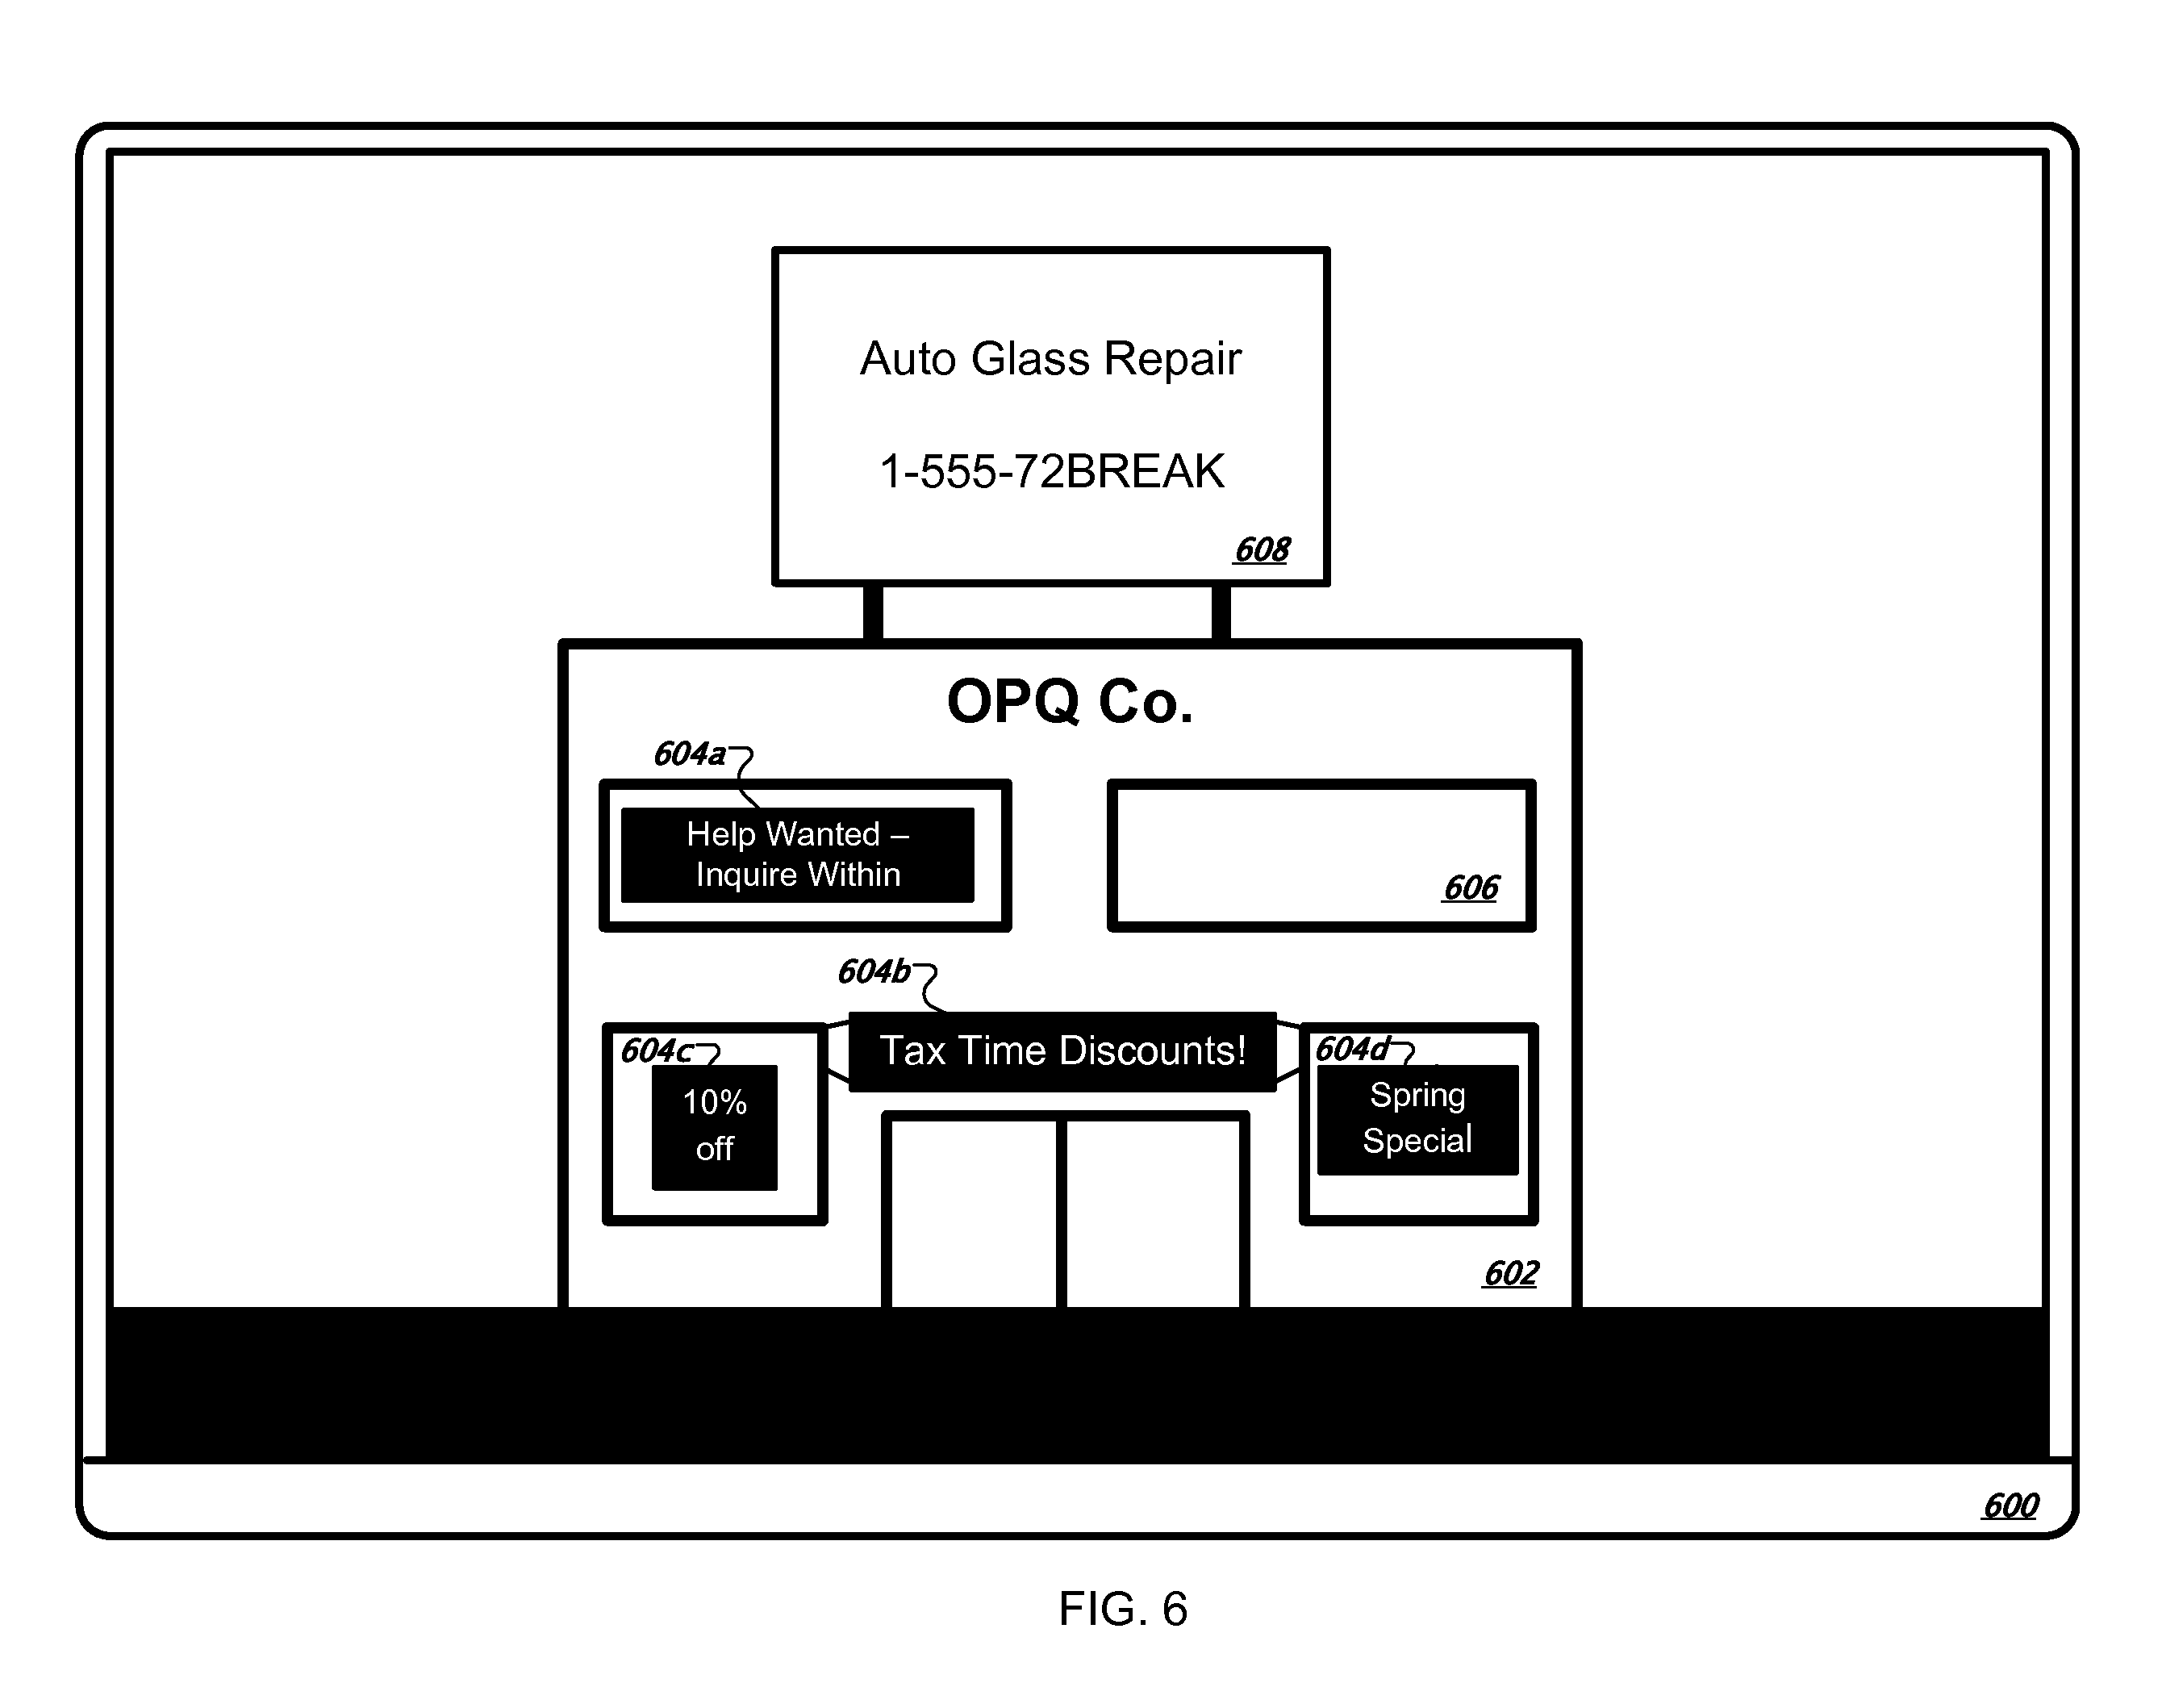 Auto Glass Repair
1-555-72BREAK
608
OPQ Co.
604a
Help Wanted –
Inquire Within
606
604b
Tax Time Discounts!
604c
10%
off
604d
Spring
Special
602
600
FIG. 6